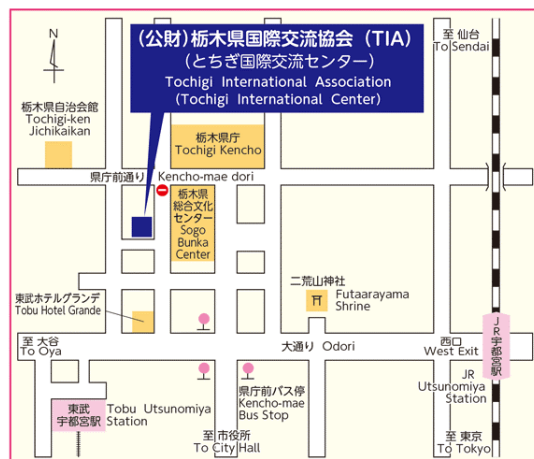 (公財)栃木県国際交流協会(TIA)
(とちぎ国際交流センター)
Tochigi International Association
(Tochigi International Center)
N
至 仙台
To Sendai
栃木県自治会館
Tochigi-ken
Jichikaikan
栃木県庁
Tochigi Kencho
県庁前通り Kencho-mae dori
栃木県
総合文化
センター
Sogo
Bunka
Center
東武ホテルグランデ
Tobu Hotel Grande
二荒山神社
Futaarayama
Shrine
至 大谷
To Oya
大通り Odori
西口
West Exit
JR宇都宮駅
JR
Utsunomiya
Station
東武
宇都宮駅
Tobu Utsunomiya
Station
県庁前バス停
Kencho-mae
Bus Stop
至 市役所
To City Hall
至 東京
To Tokyo